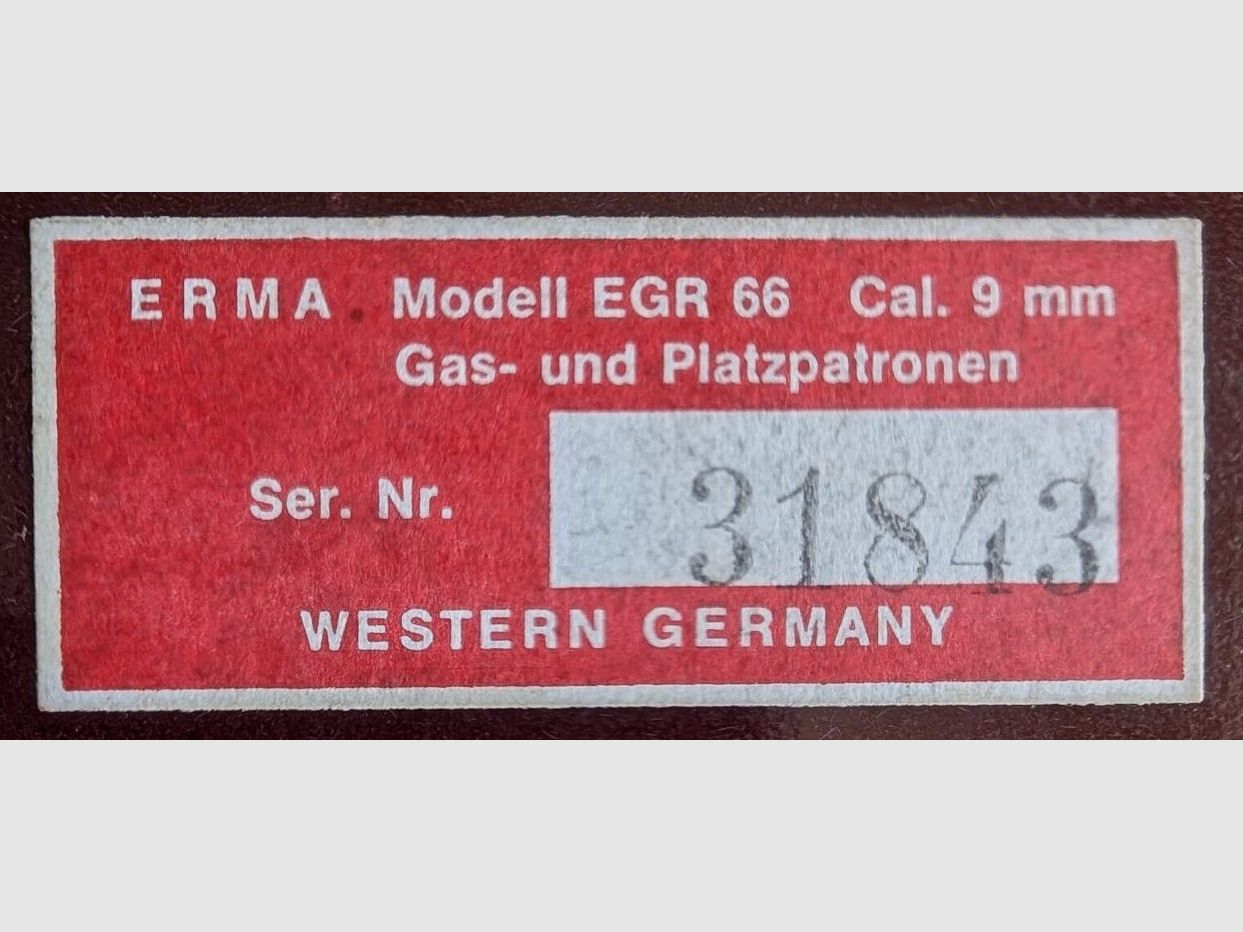 ERMA Modell EGR 66 Cal. 9 mm
Gas- und Platzpatronen
Ser. Nr. 31843
WESTERN GERMANY